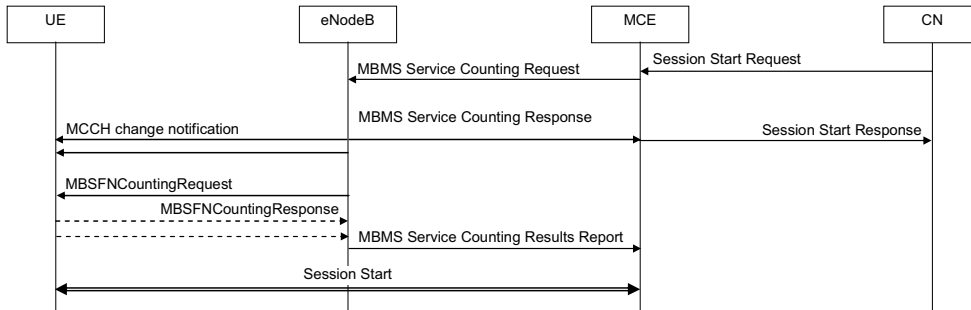 UE
eNodeB
MCE
CN
Session Start Request
MBMS Service Counting Request
MBMS Service Counting Response
MCCH change notification
Session Start Response
MBSFNCountingRequest
MBSFNCountingResponse
MBMS Service Counting Results Report
Session Start